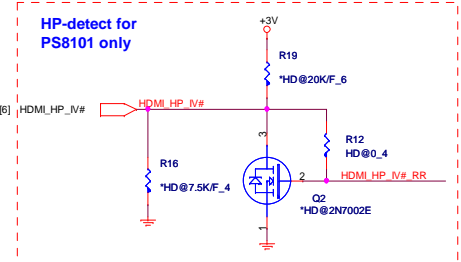 HP-detect for
PS8101 only
+3V
R19
*HD@20K/F_6
[6] HDMI_HP_IV#
HDMI_HP_IV#
R12
HD@0_4
R16
*HD@7.5K/F_4
3
2
1
HDMI_HP_IV#_RR
Q2
*HD@2N7002E